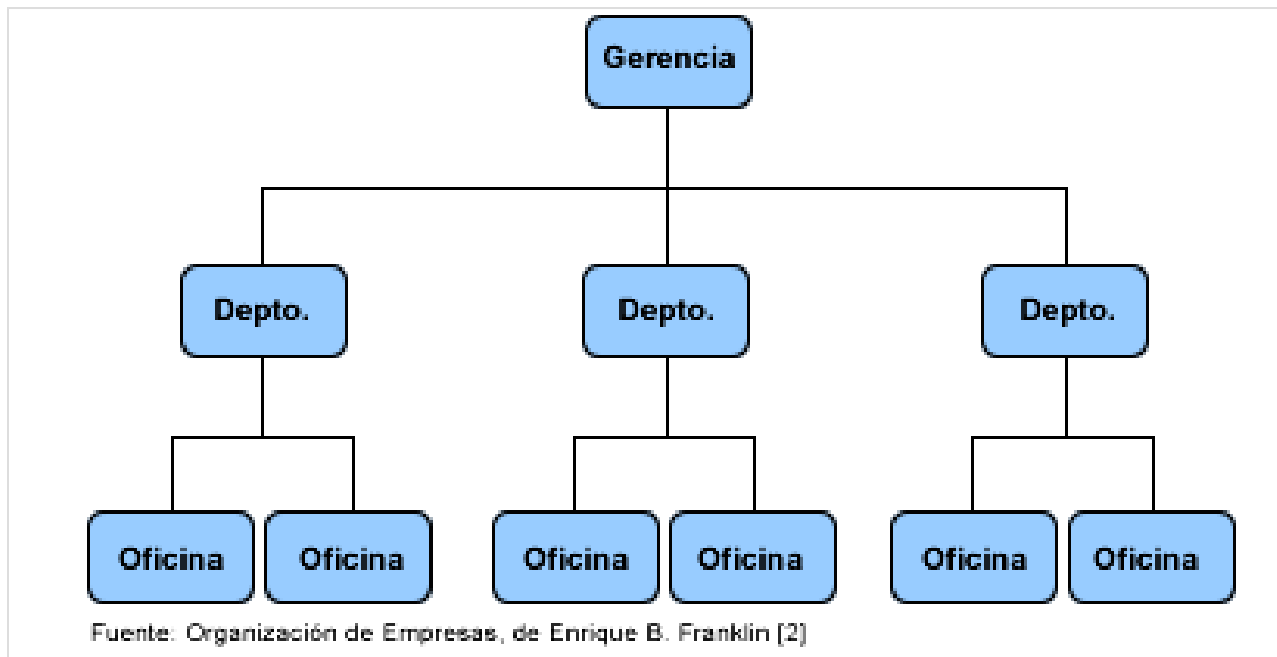 Gerencia
Depto. Depto. Depto.
Oficina Oficina Oficina Oficina Oficina Oficina
Fuente: Organización de Empresas, de Enrique B. Franklin [2]